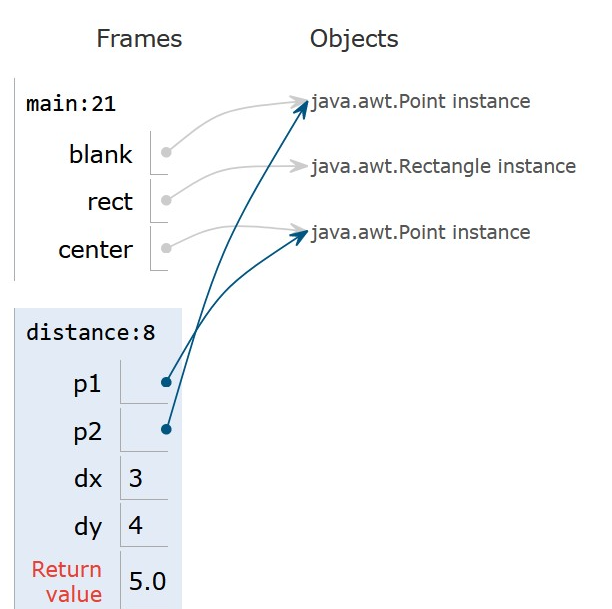 Frames
Objects
main:21
java.awt.Point instance
blank
java.awt.Rectangle instance
rect
java.awt.Point instance
center
distance:8
p1
p2
dx 3
dy 4
Return
value 5.0